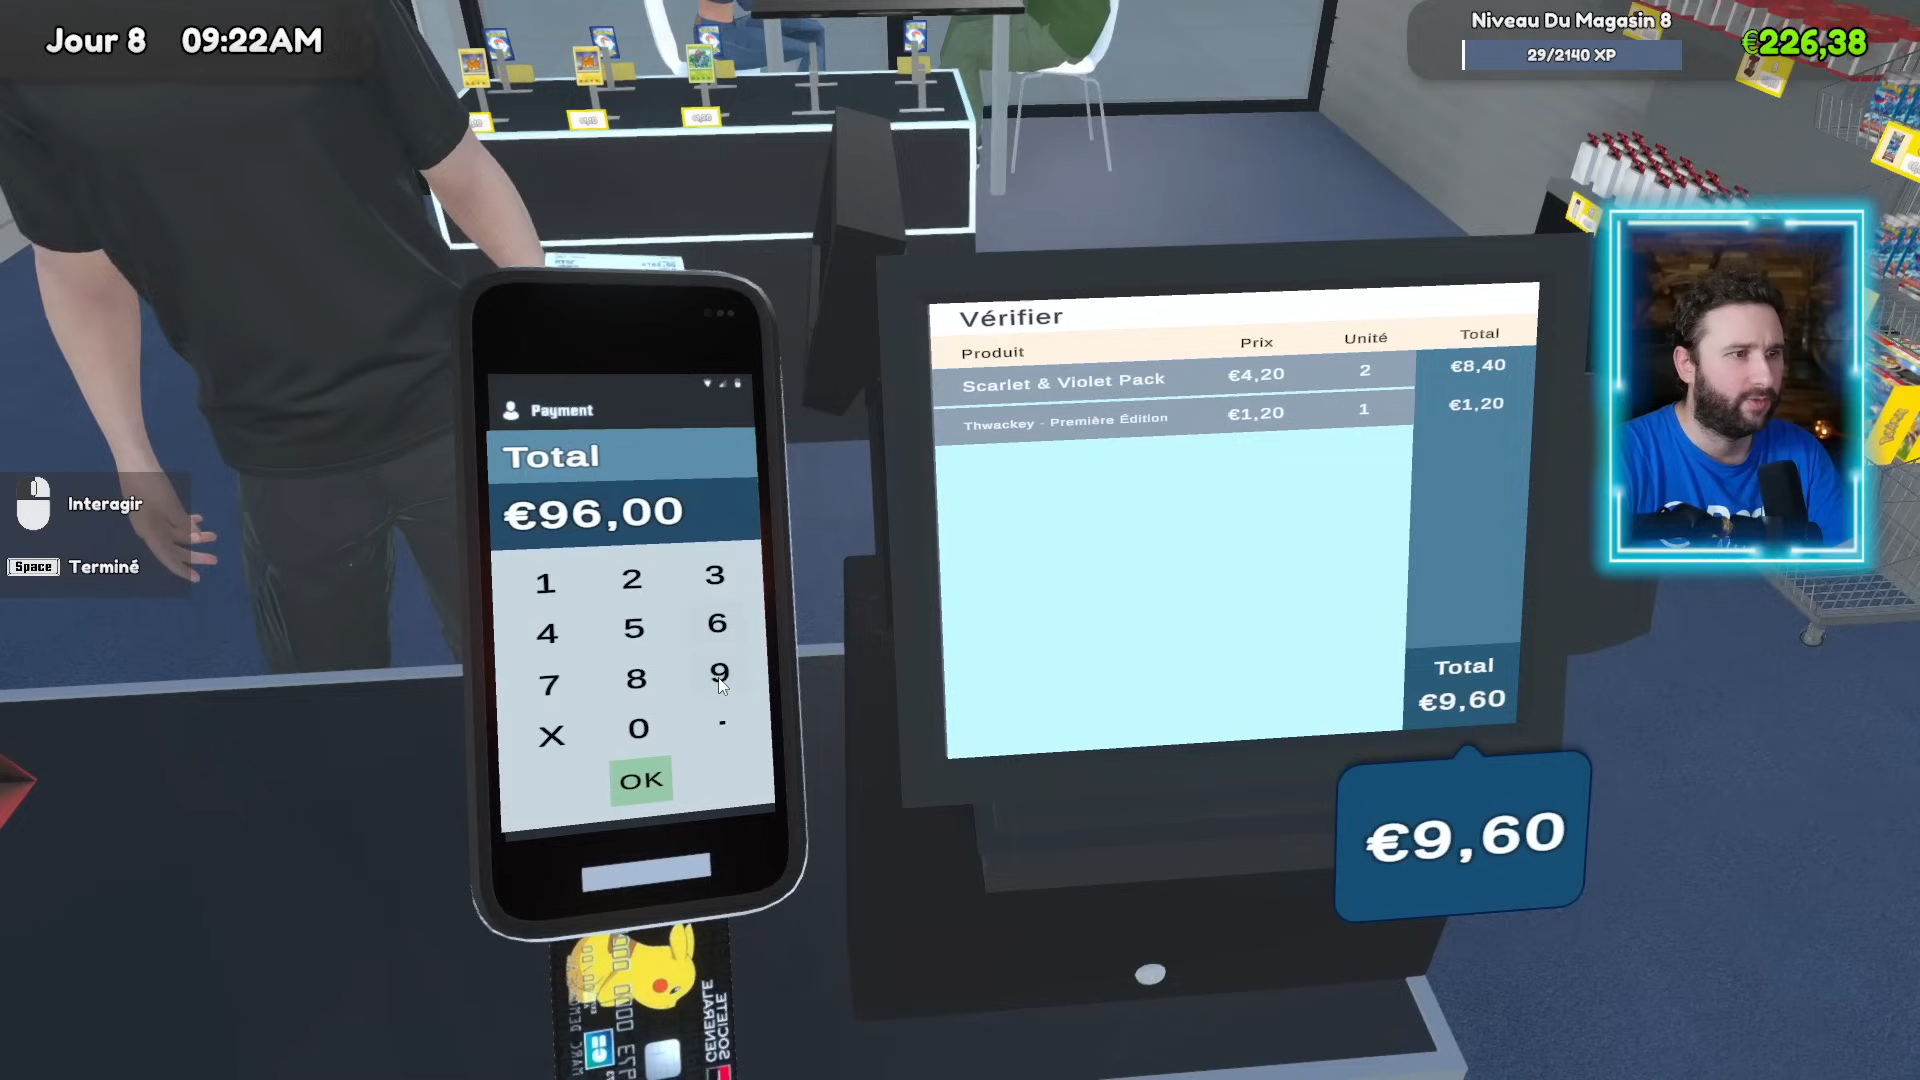 Jour 8 09:22AM
Niveau Du Magasin 8
29/2140 XP
€226,38
Interagir
Space Terminé
Payment
Total
€96,00
1 2 3
4 5 6
7 8 9
X 0 .
OK
Vérifier
Produit Prix Unité Total
Scarlet & Violet Pack €4,20 2 €8,40
Thwackey - Première Édition €1,20 1 €1,20
Total
€9,60
€9,60
SOCIETE
GENERALE